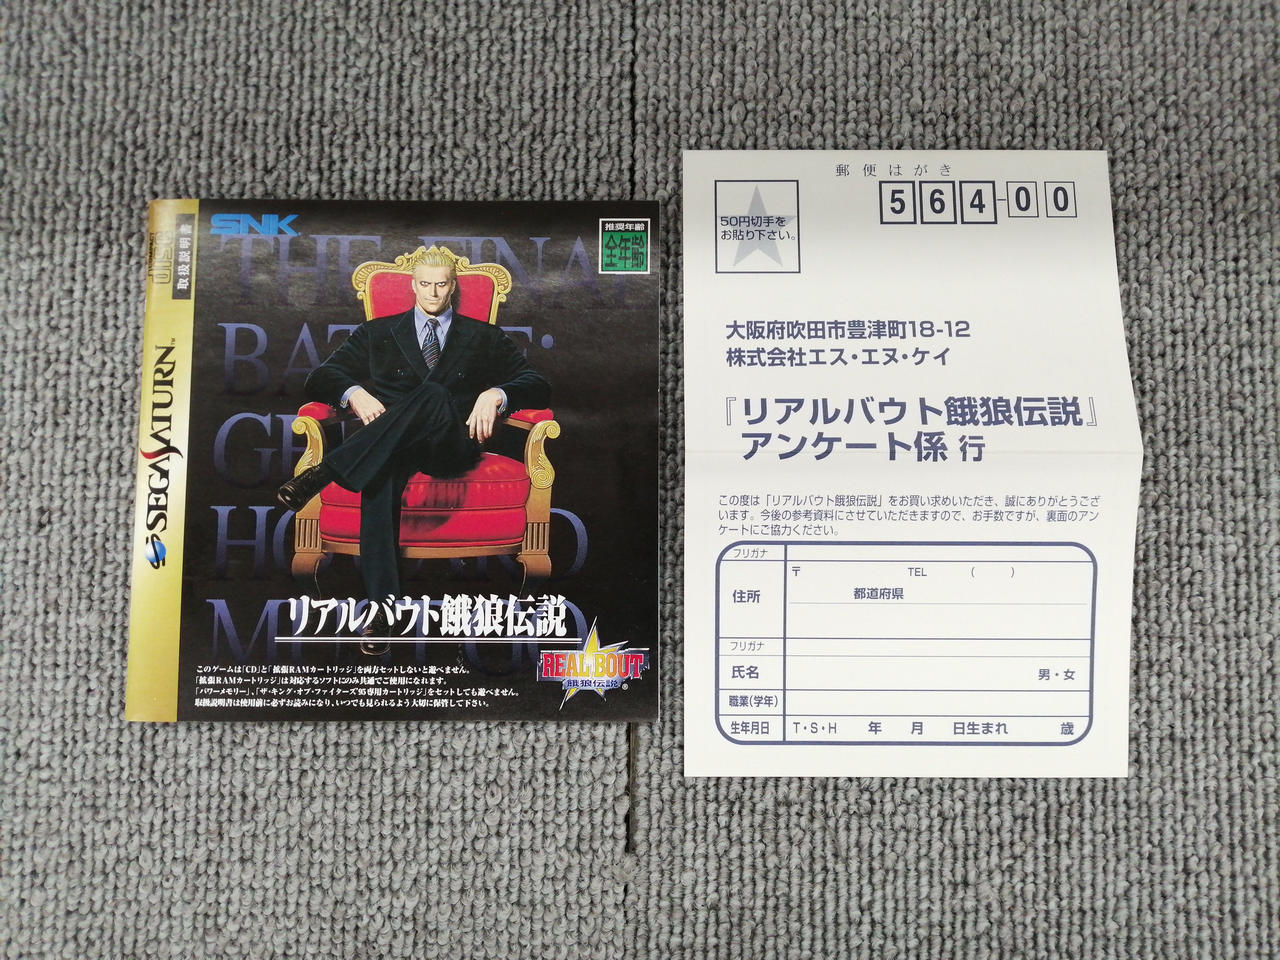 SNK
推奨年齢
全年齢
COMPACT
DISC
取扱説明書
SEGASATURN™
THE FINAL
BATTLE:
GEESE
HOWARD
MUST GO
リアルバウト餓狼伝説
REAL BOUT
餓狼伝説
®
このゲームは「CD」と「拡張RAMカートリッジ」を両方セットしないと遊べません。
「拡張RAMカートリッジ」は対応するソフトにのみ共通でご使用になれます。
「パワーメモリー」、「ザ・キング・オブ・ファイターズ'95専用カートリッジ」をセットしても遊べません。
取扱説明書は使用前に必ずお読みになり、いつでも見られるよう大切に保管して下さい。
郵便はがき
564-00
50円切手を
お貼り下さい。
大阪府吹田市豊津町18-12
株式会社エス・エヌ・ケイ
『リアルバウト餓狼伝説』
アンケート係 行
この度は「リアルバウト餓狼伝説」をお買い求めいただき、誠にありがとうござ
います。今後の参考資料にさせていただきますので、お手数ですが、裏面のアン
ケートにご協力ください。
フリガナ
住所
〒 TEL ( )
都道府県
フリガナ
氏名
男・女
職業(学年)
生年月日
T・S・H 年 月 日生まれ 歳